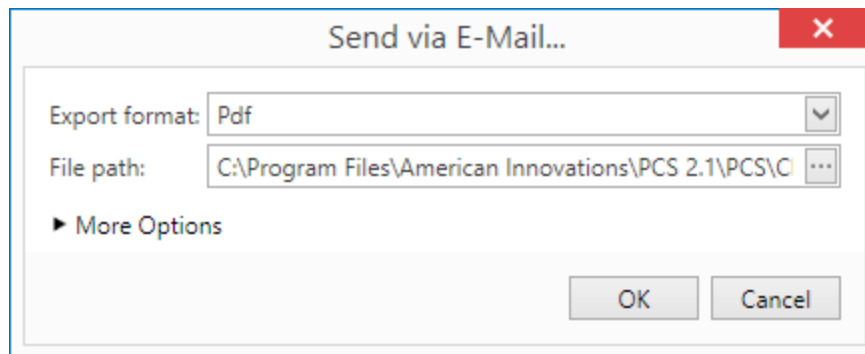 Send via E-Mail...
Export format: Pdf
File path: C:\Program Files\American Innovations\PCS 2.1\PCS\Cl ...
More Options
OK Cancel